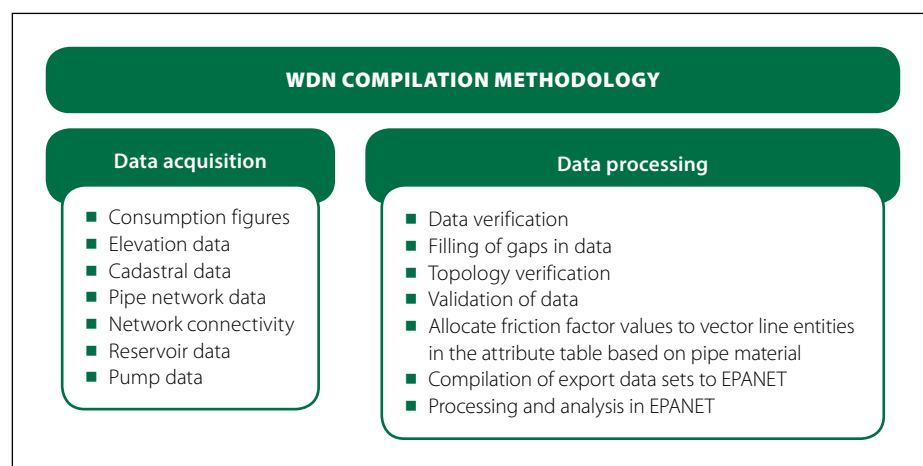 WDN COMPILATION METHODOLOGY
Data acquisition
■ Consumption figures
■ Elevation data
■ Cadastral data
■ Pipe network data
■ Network connectivity
■ Reservoir data
■ Pump data
Data processing
■ Data verification
■ Filling of gaps in data
■ Topology verification
■ Validation of data
■ Allocate friction factor values to vector line entities
in the attribute table based on pipe material
■ Compilation of export data sets to EPANET
■ Processing and analysis in EPANET